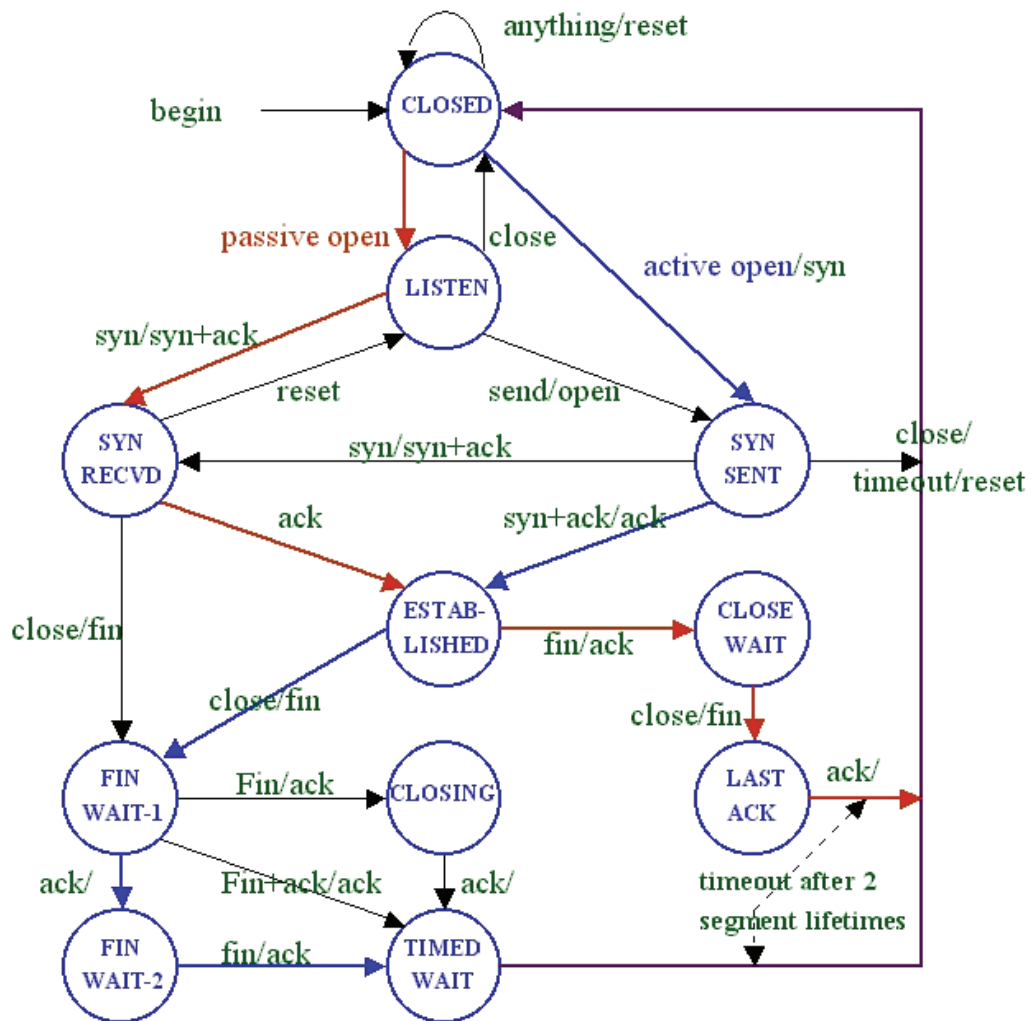 anything/reset
begin
CLOSED
passive open
close
active open/syn
LISTEN
syn/syn+ack
reset
send/open
SYN
RECVD
syn/syn+ack
SYN
SENT
close/
timeout/reset
ack
syn+ack/ack
close/fin
ESTAB-
LISHED
fin/ack
CLOSE
WAIT
close/fin
close/fin
FIN
WAIT-1
Fin/ack
CLOSING
LAST
ACK
ack/
ack/
Fin+ack/ack
ack/
timeout after 2
segment lifetimes
FIN
WAIT-2
fin/ack
TIMED
WAIT